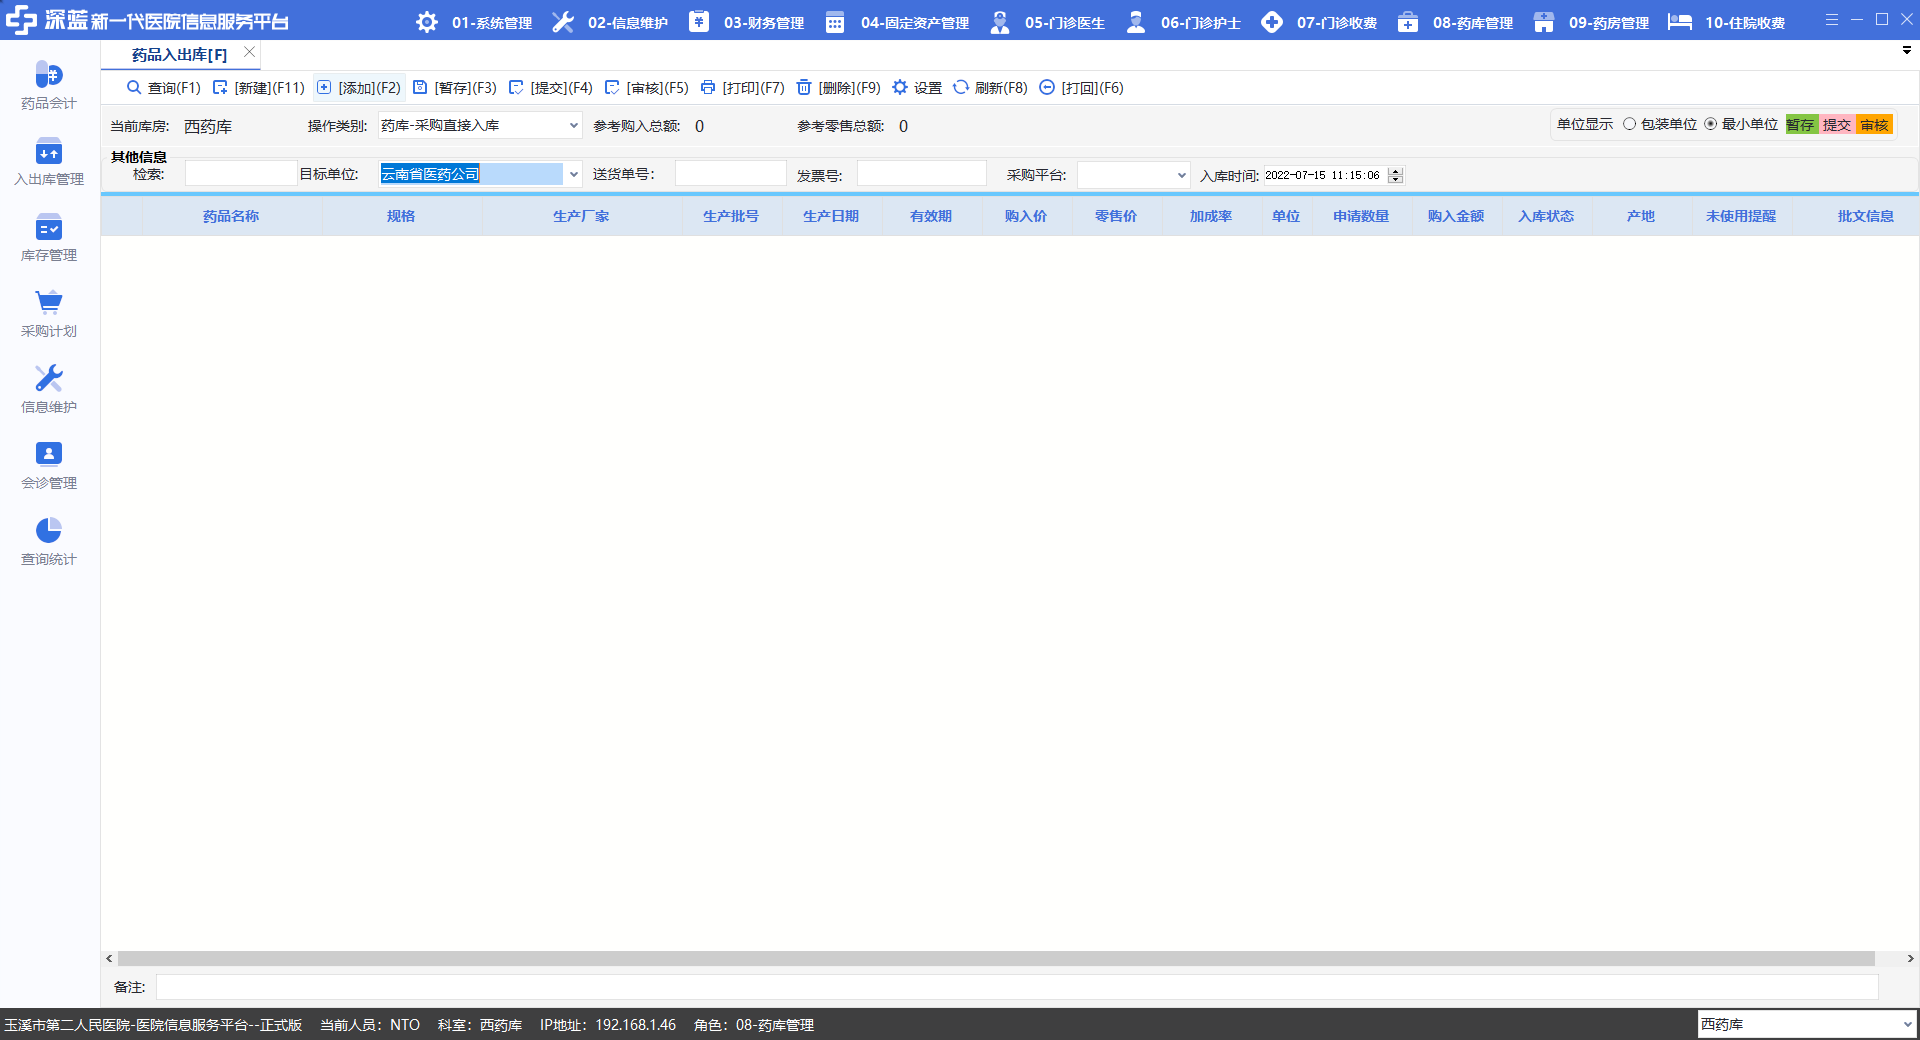 深蓝新一代医院信息服务平台 01-系统管理 02-信息维护 03-财务管理 04-固定资产管理 05-门诊医生 06-门诊护士 07-门诊收费 08-药库管理 09-药房管理 10-住院收费
药品入出库[F]
查询(F1) [新建](F11) [添加](F2) [暂存](F3) [提交](F4) [审核](F5) [打印](F7) [删除](F9) 设置 刷新(F8) [打回](F6)
当前库房: 西药库 操作类别: 药库-采购直接入库 参考购入总额: 0 参考零售总额: 0 单位显示 包装单位 最小单位 暂存 提交 审核
其他信息
检索: 目标单位: 云南省医药公司 送货单号: 发票号: 采购平台: 入库时间: 2022-07-15 11:15:06
药品名称 规格 生产厂家 生产批号 生产日期 有效期 购入价 零售价 加成率 单位 申请数量 购入金额 入库状态 产地 未使用提醒 批文信息
药品会计
入出库管理
库存管理
采购计划
信息维护
会诊管理
查询统计
备注:
玉溪市第二人民医院-医院信息服务平台--正式版 当前人员: NTO 科室: 西药库 IP地址: 192.168.1.46 角色: 08-药库管理 西药库